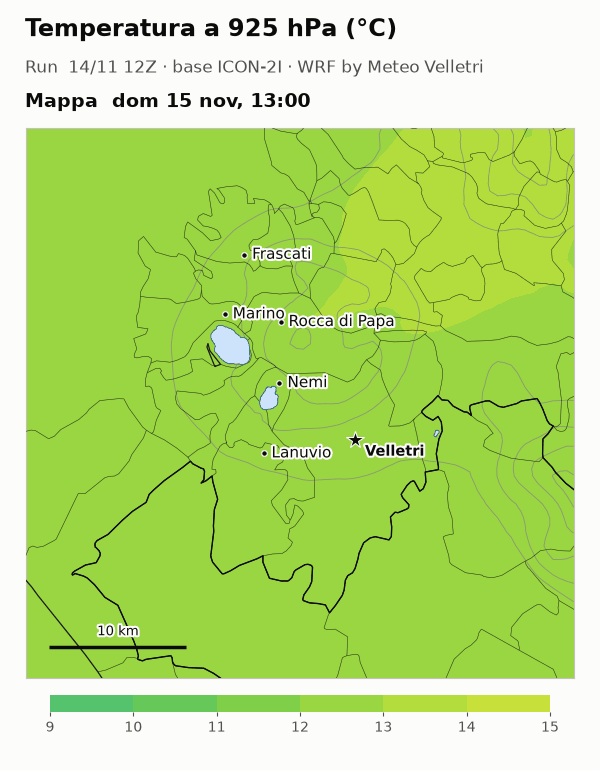 Temperatura a 925 hPa (°C)
Run  14/11 12Z · base ICON-2I · WRF by Meteo Velletri
Mappa  dom 15 nov, 13:00
Frascati
Marino
Rocca di Papa
Nemi
Velletri
Lanuvio
10 km
9 10 11 12 13 14 15